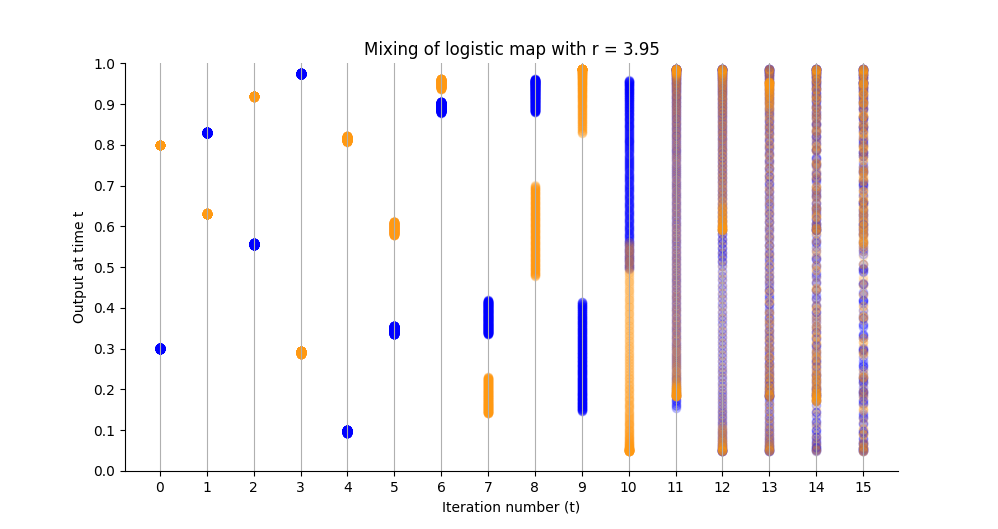 Mixing of logistic map with r = 3.95
Output at time t
1.0
0.9
0.8
0.7
0.6
0.5
0.4
0.3
0.2
0.1
0.0
0 1 2 3 4 5 6 7 8 9 10 11 12 13 14 15
Iteration number (t)